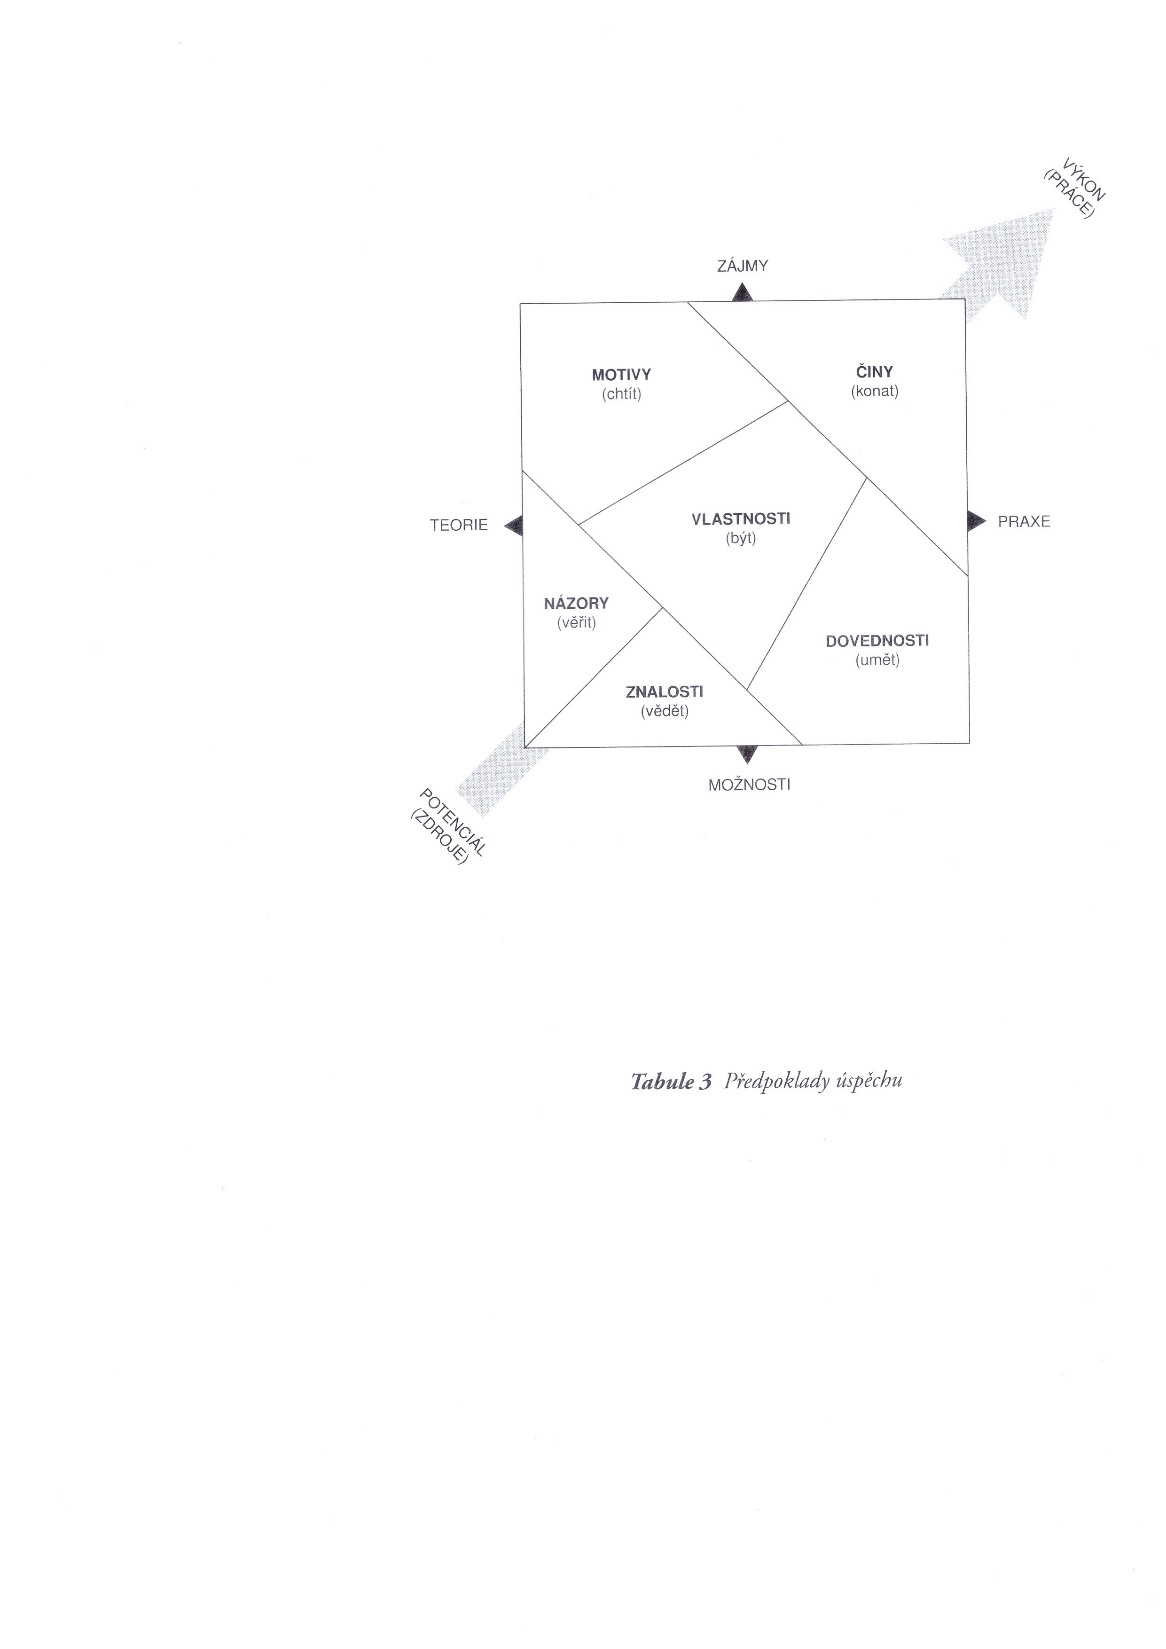 VÝKON
(PRÁCE)
ZÁJMY
MOTIVY
(chtít)
ČINY
(konat)
TEORIE
VLASTNOSTI
(být)
PRAXE
NÁZORY
(věřit)
DOVEDNOSTI
(umět)
ZNALOSTI
(vědět)
MOŽNOSTI
POTENCIÁL
(ZDROJE)
Tabule 3 Předpoklady úspěchu